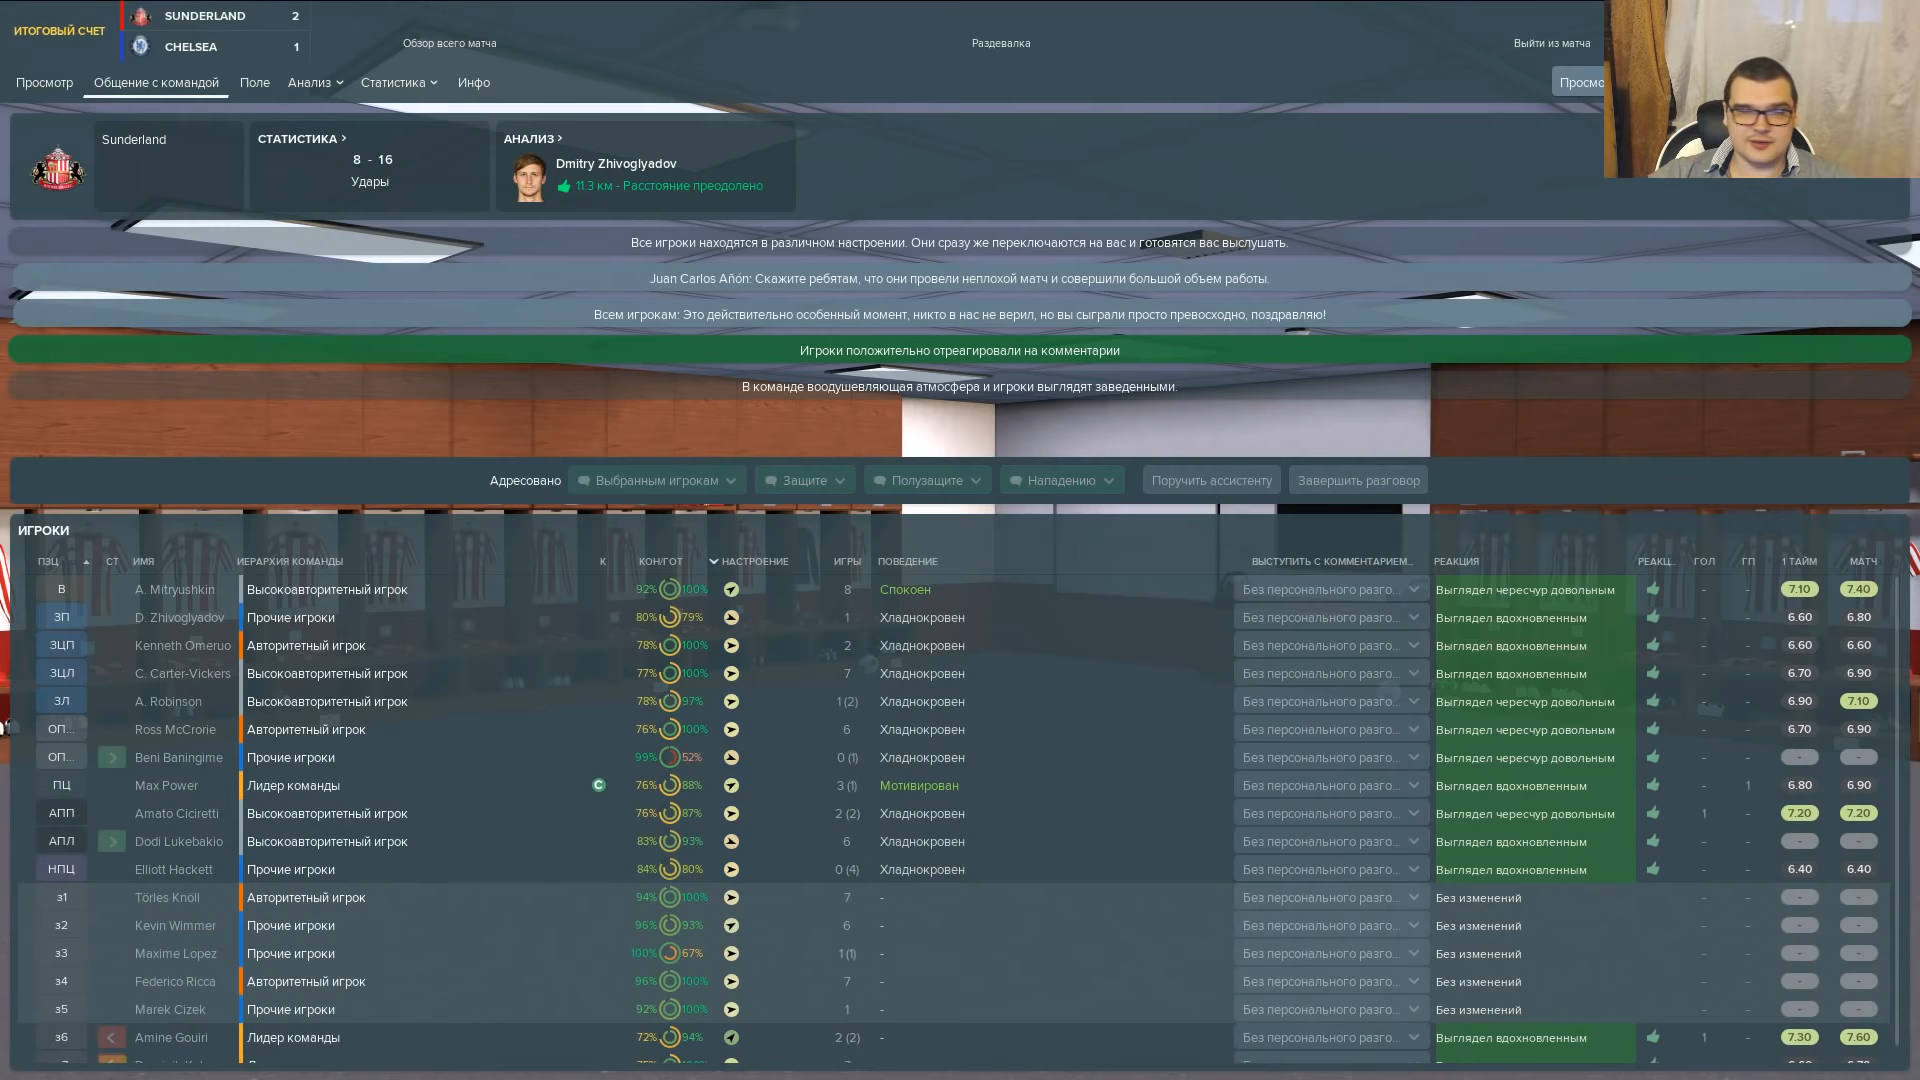 ИТОГОВЫЙ СЧЕТ
SUNDERLAND 2
CHELSEA 1
Обзор всего матча
Раздевалка
Выйти из матча
Просмотр Общение с командой Поле Анализ Статистика Инфо
Просмо
Sunderland
СТАТИСТИКА
8 - 16
Удары
АНАЛИЗ
Dmitry Zhivoglyadov
11.3 км - Расстояние преодолено
Все игроки находятся в различном настроении. Они сразу же переключаются на вас и готовятся вас выслушать.
Juan Carlos Añón: Скажите ребятам, что они провели неплохой матч и совершили большой объем работы.
Всем игрокам: Это действительно особенный момент, никто в нас не верил, но вы сыграли просто превосходно, поздравляю!
Игроки положительно отреагировали на комментарии
В команде воодушевляющая атмосфера и игроки выглядят заведенными.
Адресовано Выбранным игрокам Защите Полузащите Нападению Поручить ассистенту Завершить разговор
ИГРОКИ
ПЗЦ СТ ИМЯ ИЕРАРХИЯ КОМАНДЫ К КОН/ГОТ НАСТРОЕНИЕ ИГРЫ ПОВЕДЕНИЕ ВЫСТУПИТЬ С КОММЕНТАРИЕМ... РЕАКЦИЯ РЕАКЦ... ГОЛ ГП 1 ТАЙМ МАТЧ
В A. Mitryushkin Высокоавторитетный игрок 92% 100% 8 Спокоен Без персонального разго... Выглядел чересчур довольным - - 7.10 7.40
ЗП D. Zhivoglyadov Прочие игроки 80% 79% 1 Хладнокровен Без персонального разго... Выглядел вдохновленным - - 6.60 6.80
ЗЦП Kenneth Omeruo Авторитетный игрок 78% 100% 2 Хладнокровен Без персонального разго... Выглядел вдохновленным - - 6.60 6.60
ЗЦЛ C. Carter-Vickers Высокоавторитетный игрок 77% 100% 7 Хладнокровен Без персонального разго... Выглядел вдохновленным - - 6.70 6.90
ЗЛ A. Robinson Высокоавторитетный игрок 78% 97% 1 (2) Хладнокровен Без персонального разго... Выглядел чересчур довольным - - 6.90 7.10
ОП... Ross McCrorie Авторитетный игрок 76% 100% 6 Хладнокровен Без персонального разго... Выглядел чересчур довольным - - 6.70 6.90
ОП... Beni Baningime Прочие игроки 99% 52% 0 (1) Хладнокровен Без персонального разго... Выглядел чересчур довольным - - - -
ПЦ Max Power Лидер команды C 76% 88% 3 (1) Мотивирован Без персонального разго... Выглядел вдохновленным - 1 6.80 6.90
АПП Amato Ciciretti Высокоавторитетный игрок 76% 87% 2 (2) Хладнокровен Без персонального разго... Выглядел чересчур довольным 1 - 7.20 7.20
АПЛ Dodi Lukebakio Высокоавторитетный игрок 83% 93% 6 Хладнокровен Без персонального разго... Выглядел вдохновленным - - - -
НПЦ Elliott Hackett Прочие игроки 84% 80% 0 (4) Хладнокровен Без персонального разго... Выглядел вдохновленным - - 6.40 6.40
з1 Törles Knöll Авторитетный игрок 94% 100% 7 - Без персонального разго... Без изменений - - - -
з2 Kevin Wimmer Прочие игроки 96% 93% 6 - Без персонального разго... Без изменений - - - -
з3 Maxime Lopez Прочие игроки 100% 67% 1 (1) - Без персонального разго... Без изменений - - - -
з4 Federico Ricca Авторитетный игрок 96% 100% 7 - Без персонального разго... Без изменений - - - -
з5 Marek Cizek Прочие игроки 92% 100% 1 - Без персонального разго... Без изменений - - - -
з6 Amine Gouiri Лидер команды 72% 94% 2 (2) - Без персонального разго... Выглядел вдохновленным 1 - 7.30 7.60